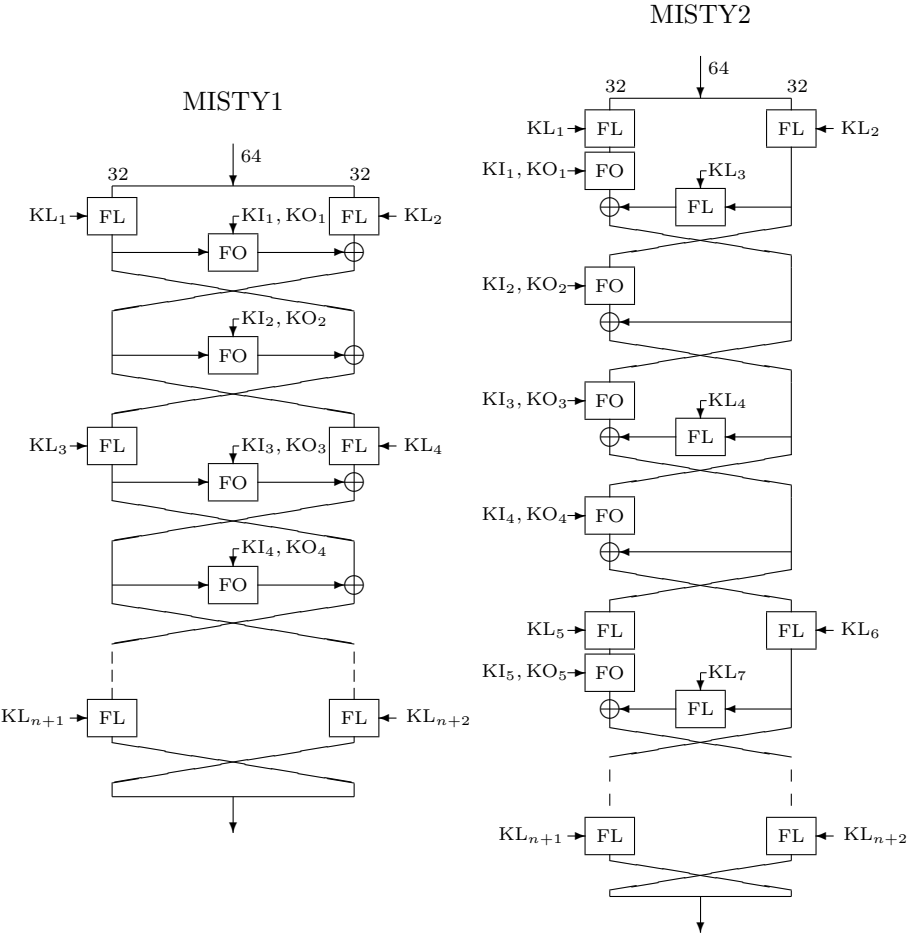 MISTY1
64
32 32
KL₁ FL KI₁, KO₁ FL KL₂
FO
KI₂, KO₂
FO
KL₃ FL KI₃, KO₃ FL KL₄
FO
KI₄, KO₄
FO
KLₙ₊₁ FL FL KLₙ₊₂
MISTY2
64
32 32
KL₁ FL FL KL₂
KI₁, KO₁ FO KL₃
FL
KI₂, KO₂ FO
KI₃, KO₃ FO KL₄
FL
KI₄, KO₄ FO
KL₅ FL FL KL₆
KI₅, KO₅ FO KL₇
FL
KLₙ₊₁ FL FL KLₙ₊₂